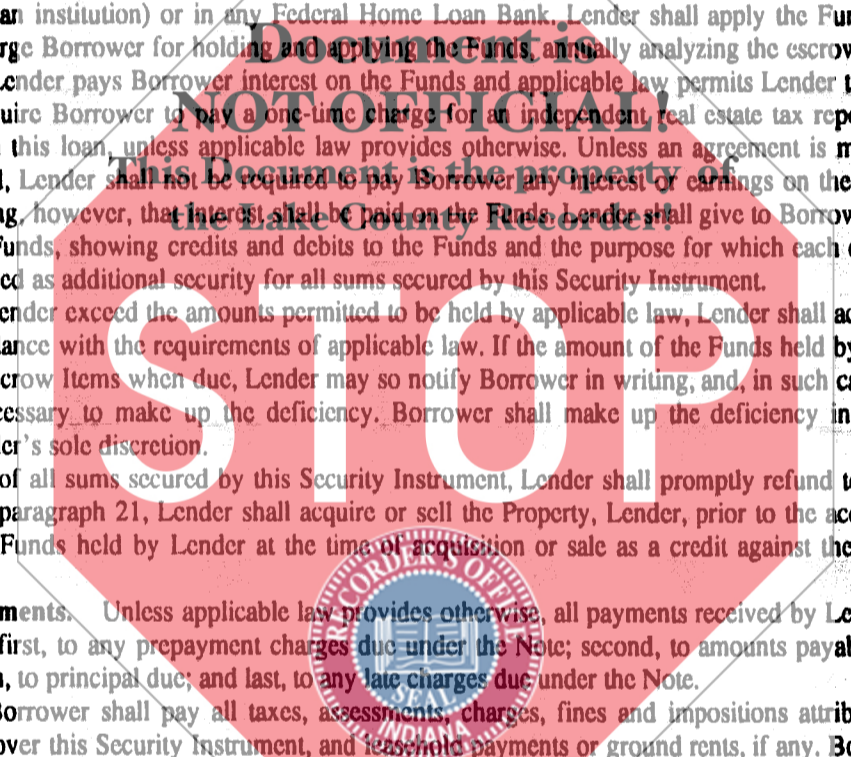 an institution) or in any Federal Home Loan Bank. Lender shall apply the Fun
rge Borrower for holding and applying the Funds, annually analyzing the escrow
Document is
ender pays Borrower interest on the Funds and applicable law permits Lender t
uire Borrower to pay a one-time charge for an independent real estate tax repo
NOT OFFICIAL!
this loan, unless applicable law provides otherwise. Unless an agreement is m
, Lender shall not be required to pay Borrower any interest or earnings on the
This Document is the property of
g, however, that interest shall be paid on the Funds. Lender shall give to Borrow
the Lake County Recorder!
Funds, showing credits and debits to the Funds and the purpose for which each
ed as additional security for all sums secured by this Security Instrument.
ender exceed the amounts permitted to be held by applicable law, Lender shall ac
ance with the requirements of applicable law. If the amount of the Funds held by
crow Items when due, Lender may so notify Borrower in writing, and, in such ca
STOP
cessary to make up the deficiency. Borrower shall make up the deficiency in
er's sole discretion.
of all sums secured by this Security Instrument, Lender shall promptly refund t
paragraph 21, Lender shall acquire or sell the Property, Lender, prior to the acc
Funds held by Lender at the time of acquisition or sale as a credit against the
RECORDER'S OFFICE
ments. Unless applicable law provides otherwise, all payments received by Le
first, to any prepayment charges due under the Note; second, to amounts payab
, to principal due; and last, to any late charges due under the Note.
SEAL
Borrower shall pay all taxes, assessments, charges, fines and impositions attrib
INDIANA
over this Security Instrument, and leasehold payments or ground rents, if any. Bo